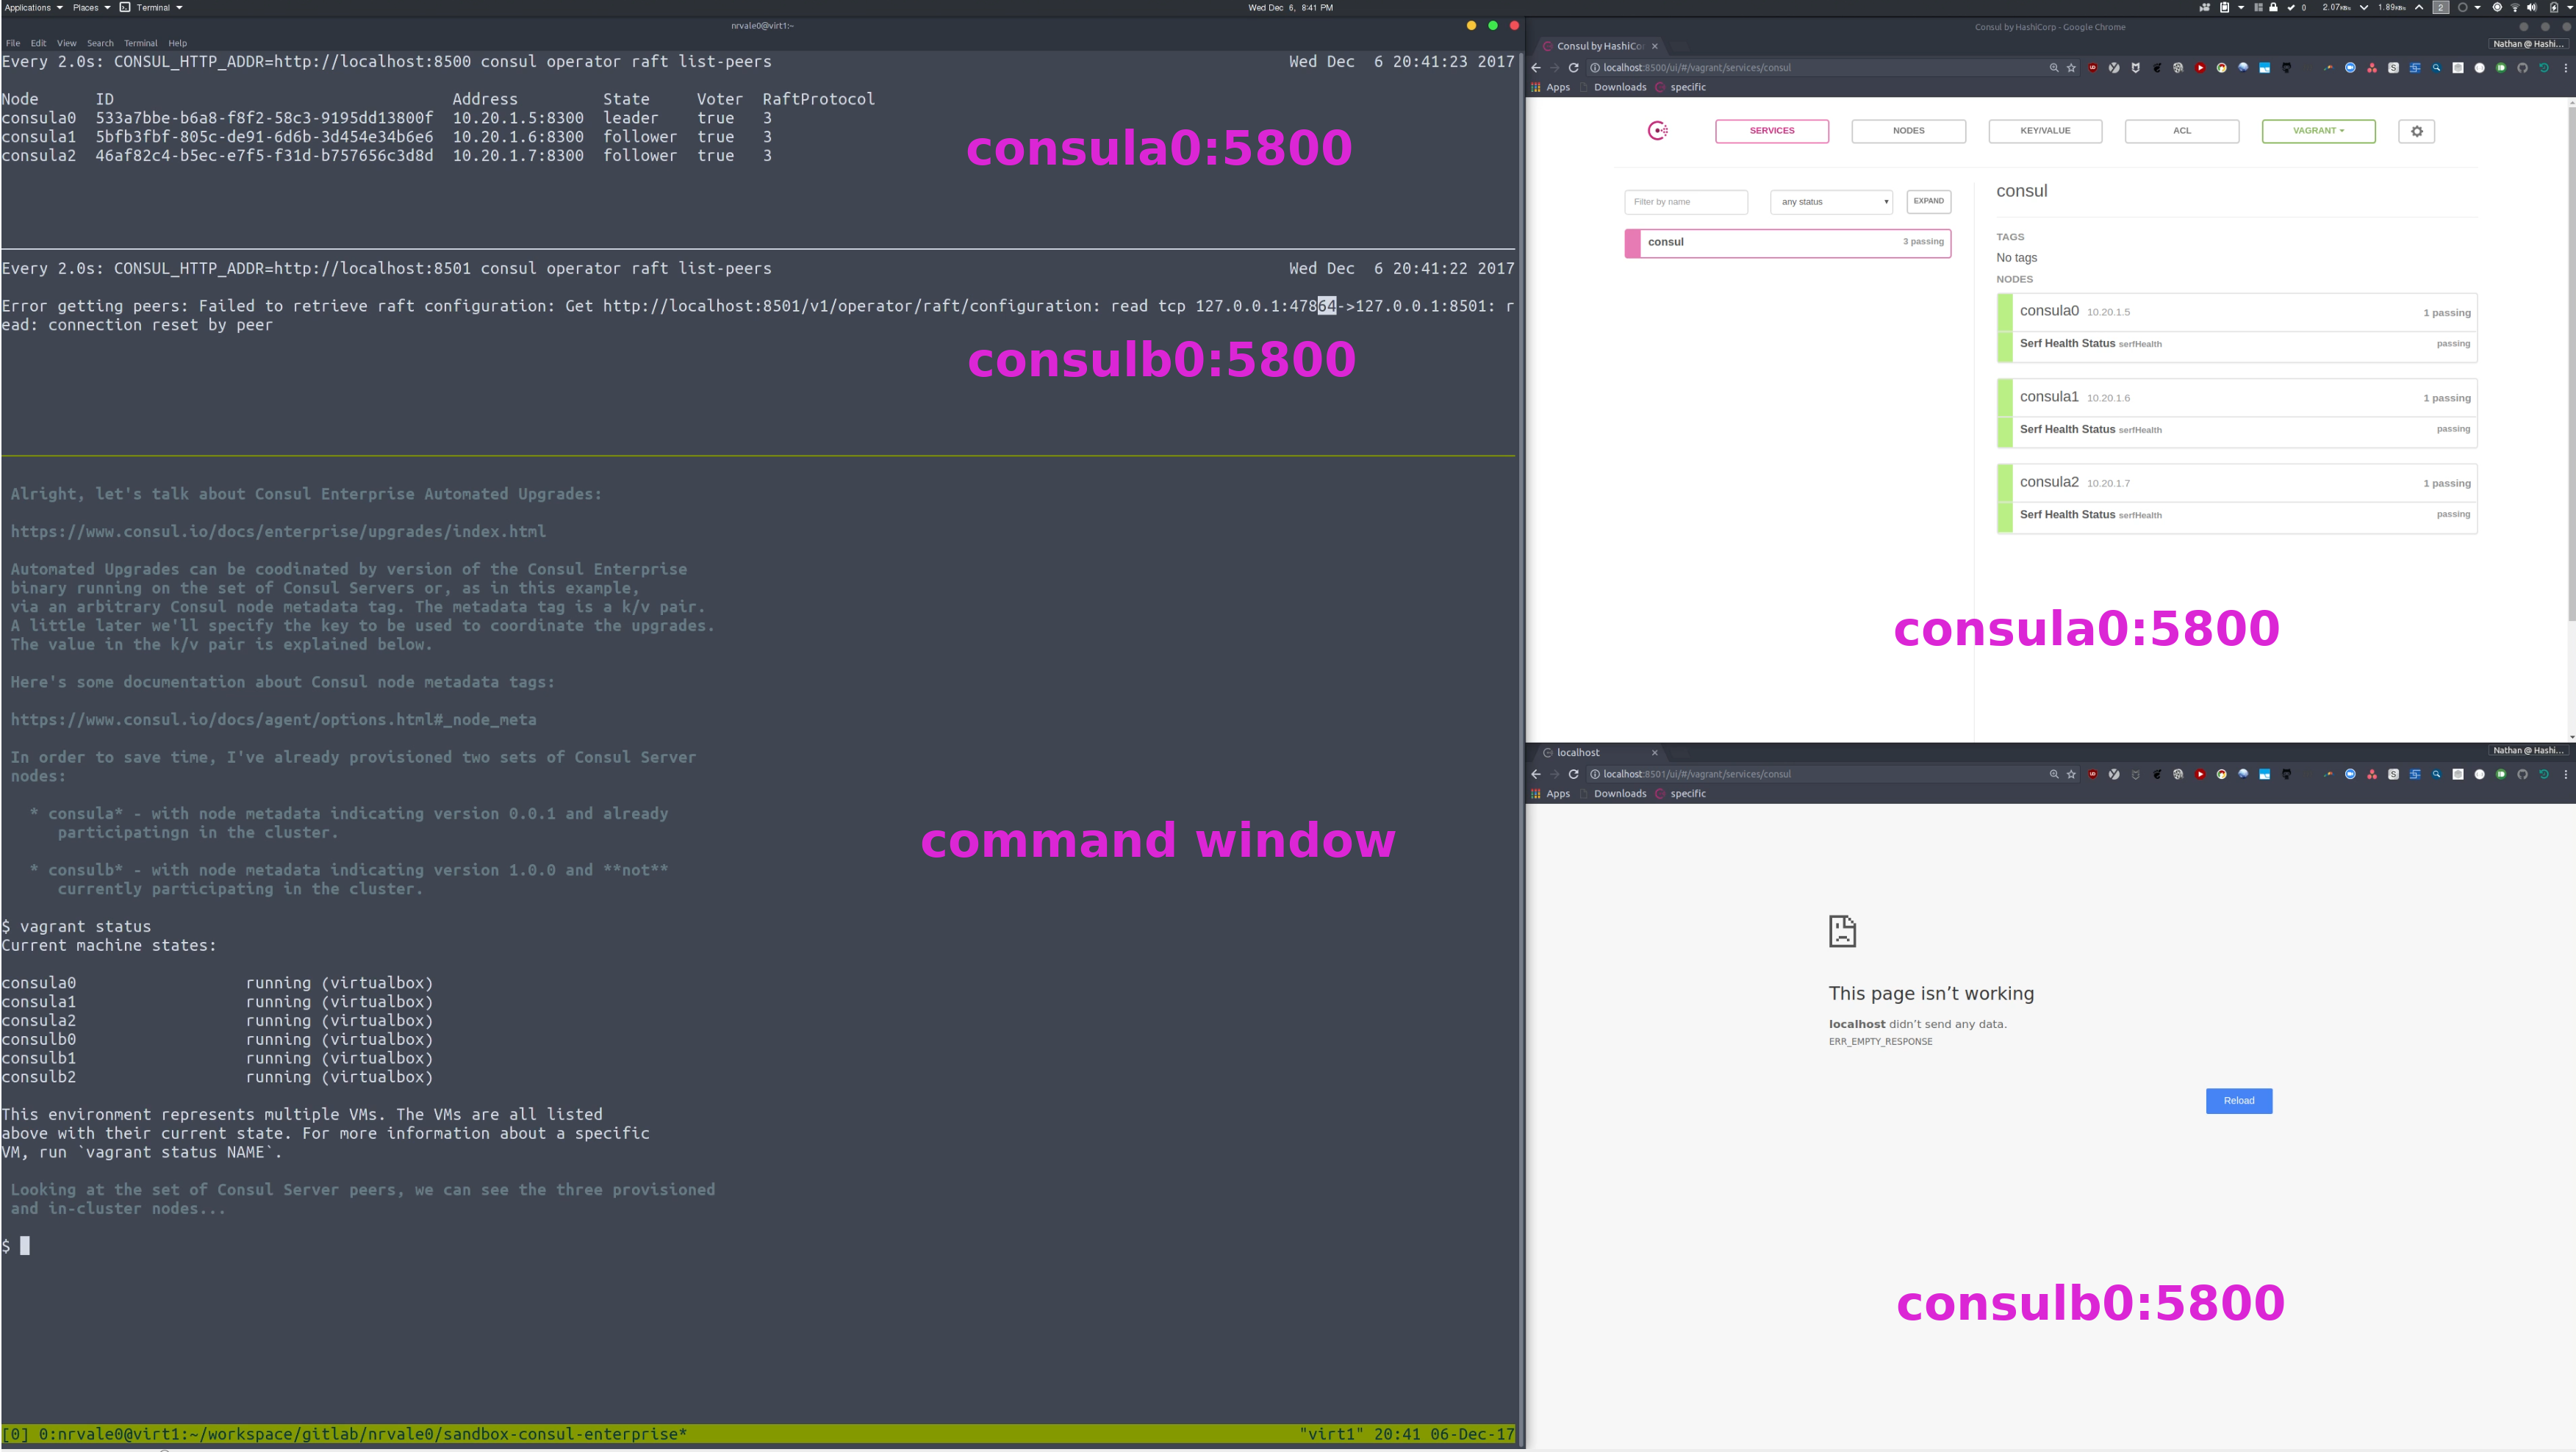 Applications Places Terminal Wed Dec 6, 8:41 PM 0 2.07KB/s 1.89KB/s 2
nrvale0@virt1:~
File Edit View Search Terminal Help
Every 2.0s: CONSUL_HTTP_ADDR=http://localhost:8500 consul operator raft list-peers Wed Dec 6 20:41:23 2017
Node ID Address State Voter RaftProtocol
consula0 533a7bbe-b6a8-f8f2-58c3-9195dd13800f 10.20.1.5:8300 leader true 3
consula1 5bfb3fbf-805c-de91-6d6b-3d454e34b6e6 10.20.1.6:8300 follower true 3
consula2 46af82c4-b5ec-e7f5-f31d-b757656c3d8d 10.20.1.7:8300 follower true 3
consula0:5800
Every 2.0s: CONSUL_HTTP_ADDR=http://localhost:8501 consul operator raft list-peers Wed Dec 6 20:41:22 2017
Error getting peers: Failed to retrieve raft configuration: Get http://localhost:8501/v1/operator/raft/configuration: read tcp 127.0.0.1:47864->127.0.0.1:8501: r
ead: connection reset by peer
consulb0:5800
Alright, let's talk about Consul Enterprise Automated Upgrades:
https://www.consul.io/docs/enterprise/upgrades/index.html
Automated Upgrades can be coodinated by version of the Consul Enterprise
binary running on the set of Consul Servers or, as in this example,
via an arbitrary Consul node metadata tag. The metadata tag is a k/v pair.
A little later we'll specify the key to be used to coordinate the upgrades.
The value in the k/v pair is explained below.
Here's some documentation about Consul node metadata tags:
https://www.consul.io/docs/agent/options.html#_node_meta
In order to save time, I've already provisioned two sets of Consul Server
nodes:
* consula* - with node metadata indicating version 0.0.1 and already
participatingn in the cluster.
* consulb* - with node metadata indicating version 1.0.0 and **not**
currently participating in the cluster.
command window
$ vagrant status
Current machine states:
consula0 running (virtualbox)
consula1 running (virtualbox)
consula2 running (virtualbox)
consulb0 running (virtualbox)
consulb1 running (virtualbox)
consulb2 running (virtualbox)
This environment represents multiple VMs. The VMs are all listed
above with their current state. For more information about a specific
VM, run `vagrant status NAME`.
Looking at the set of Consul Server peers, we can see the three provisioned
and in-cluster nodes...
$
[0] 0:nrvale0@virt1:~/workspace/gitlab/nrvale0/sandbox-consul-enterprise* "virt1" 20:41 06-Dec-17
Consul by HashiCorp - Google Chrome
Consul by HashiCor Nathan @ Hashi...
localhost:8500/ui/#/vagrant/services/consul
Apps Downloads specific
SERVICES NODES KEY/VALUE ACL VAGRANT
Filter by name any status EXPAND
consul 3 passing
consul
TAGS
No tags
NODES
consula0 10.20.1.5 1 passing
Serf Health Status serfHealth passing
consula1 10.20.1.6 1 passing
Serf Health Status serfHealth passing
consula2 10.20.1.7 1 passing
Serf Health Status serfHealth passing
consula0:5800
localhost Nathan @ Hashi...
localhost:8501/ui/#/vagrant/services/consul
Apps Downloads specific
This page isn’t working
localhost didn’t send any data.
ERR_EMPTY_RESPONSE
Reload
consulb0:5800